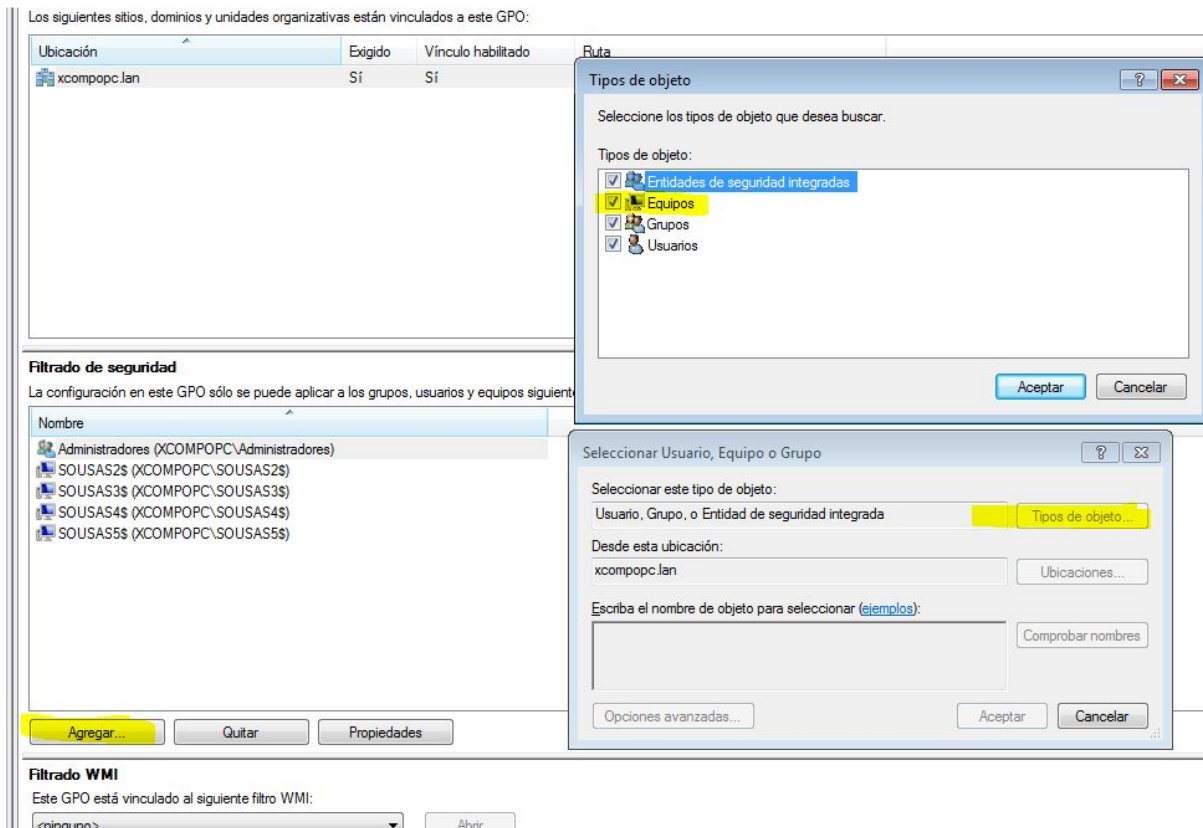 Los siguientes sitios, dominios y unidades organizativas están vinculados a este GPO:
Ubicación Exigido Vínculo habilitado Ruta
xcompopc.lan Sí Sí
Tipos de objeto
Seleccione los tipos de objeto que desea buscar.
Tipos de objeto:
Entidades de seguridad integradas
Equipos
Grupos
Usuarios
Aceptar Cancelar
Filtrado de seguridad
La configuración en este GPO sólo se puede aplicar a los grupos, usuarios y equipos siguient
Nombre
Administradores (XCOMPOPC\Administradores)
SOUSAS2$ (XCOMPOPC\SOUSAS2$)
SOUSAS3$ (XCOMPOPC\SOUSAS3$)
SOUSAS4$ (XCOMPOPC\SOUSAS4$)
SOUSAS5$ (XCOMPOPC\SOUSAS5$)
Seleccionar Usuario, Equipo o Grupo
Seleccionar este tipo de objeto:
Usuario, Grupo, o Entidad de seguridad integrada Tipos de objeto...
Desde esta ubicación:
xcompopc.lan Ubicaciones...
Escriba el nombre de objeto para seleccionar (ejemplos):
Comprobar nombres
Opciones avanzadas... Aceptar Cancelar
Agregar... Quitar Propiedades
Filtrado WMI
Este GPO está vinculado al siguiente filtro WMI:
<ninguno> Abrir